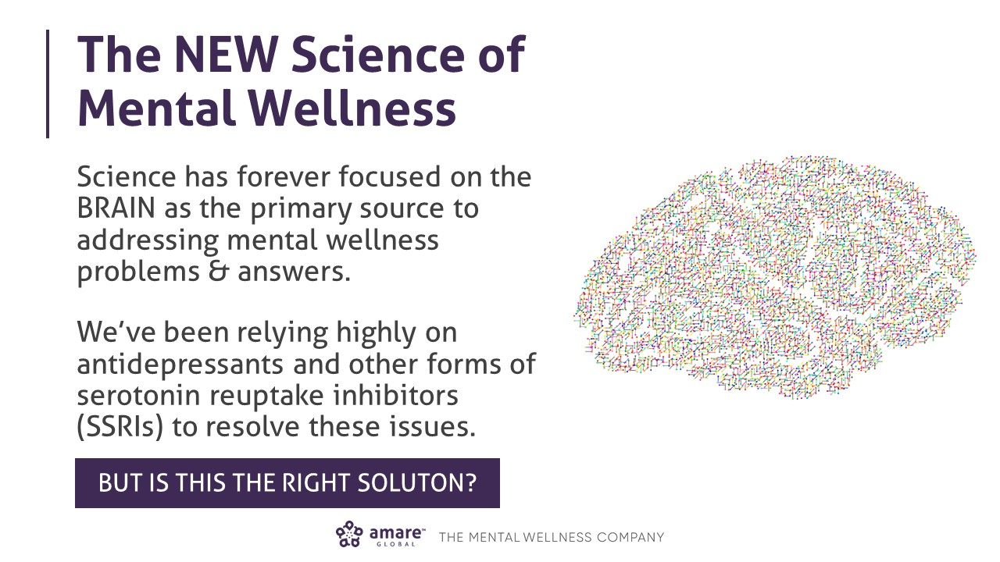 The NEW Science of
Mental Wellness
Science has forever focused on the
BRAIN as the primary source to
addressing mental wellness
problems & answers.
We've been relying highly on
antidepressants and other forms of
serotonin reuptake inhibitors
(SSRIs) to resolve these issues.
BUT IS THIS THE RIGHT SOLUTON?
amare™
GLOBAL
THE MENTAL WELLNESS COMPANY